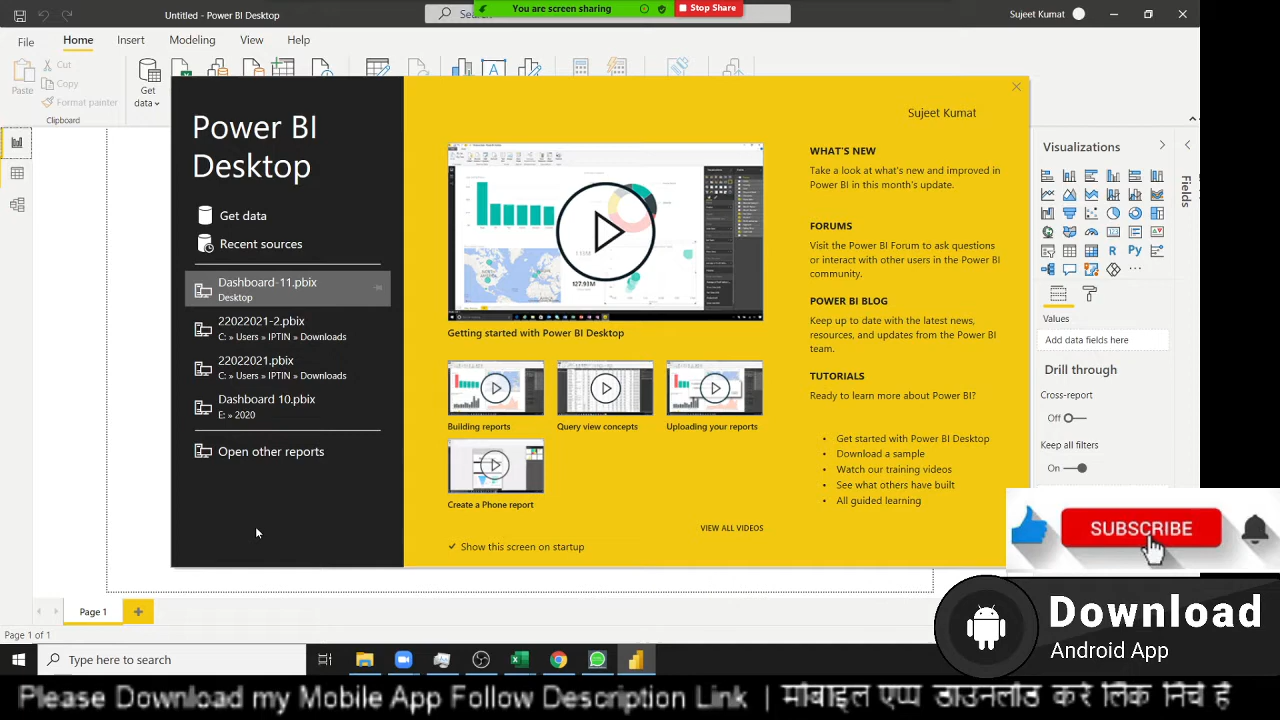 Untitled - Power BI Desktop
You are screen sharing
Stop Share
Sujeet Kumat
File
Home
Insert
Modeling
View
Help
Paste
Cut
Copy
Format painter
Clipboard
Get
data
Power BI
Desktop
Get data
Recent sources
Dashboard-11.pbix
Desktop
22022021-2.pbix
C: » Users » IPTIN » Downloads
22022021.pbix
C: » Users » IPTIN » Downloads
Dashboard 10.pbix
E: » 2020
Open other reports
Sujeet Kumat
Getting started with Power BI Desktop
Building reports
Query view concepts
Uploading your reports
Create a Phone report
VIEW ALL VIDEOS
Show this screen on startup
WHAT'S NEW
Take a look at what's new and improved in
Power BI in this month's update.
FORUMS
Visit the Power BI Forum to ask questions
or interact with other users in the Power BI
community.
POWER BI BLOG
Keep up to date with the latest news,
resources, and updates from the Power BI
team.
TUTORIALS
Ready to learn more about Power BI?
• Get started with Power BI Desktop
• Download a sample
• Watch our training videos
• See what others have built
• All guided learning
Visualizations
Fields
R
Py
Values
Add data fields here
Drill through
Cross-report
Off
Keep all filters
On
SUBSCRIBE
Download
Android App
Page 1
Page 1 of 1
Type here to search
Please Download my Mobile App Follow Description Link | मोबाइल एप्प डाउनलोड करे लिंक निचे है